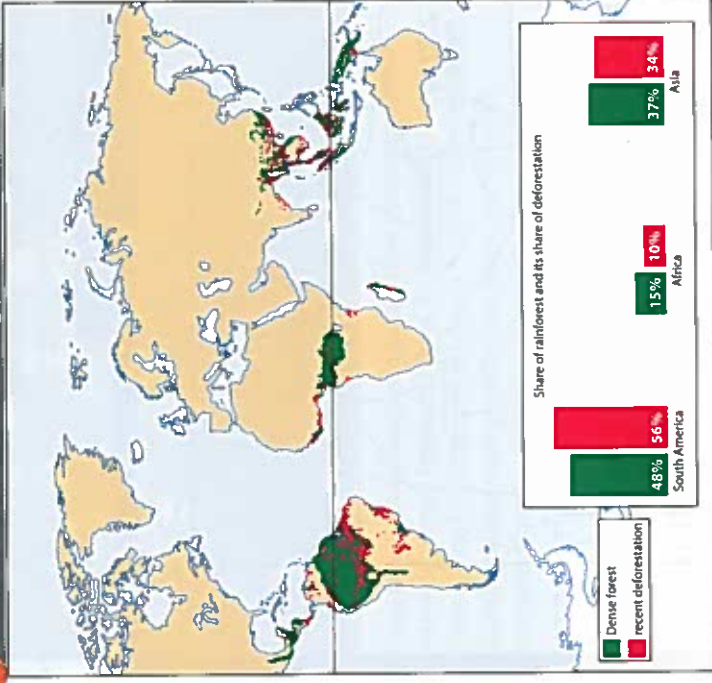 Dense forest
recent deforestation
Share of rainforest and its share of deforestation
48%
56%
South America
15%
10%
Africa
37%
34%
Asia